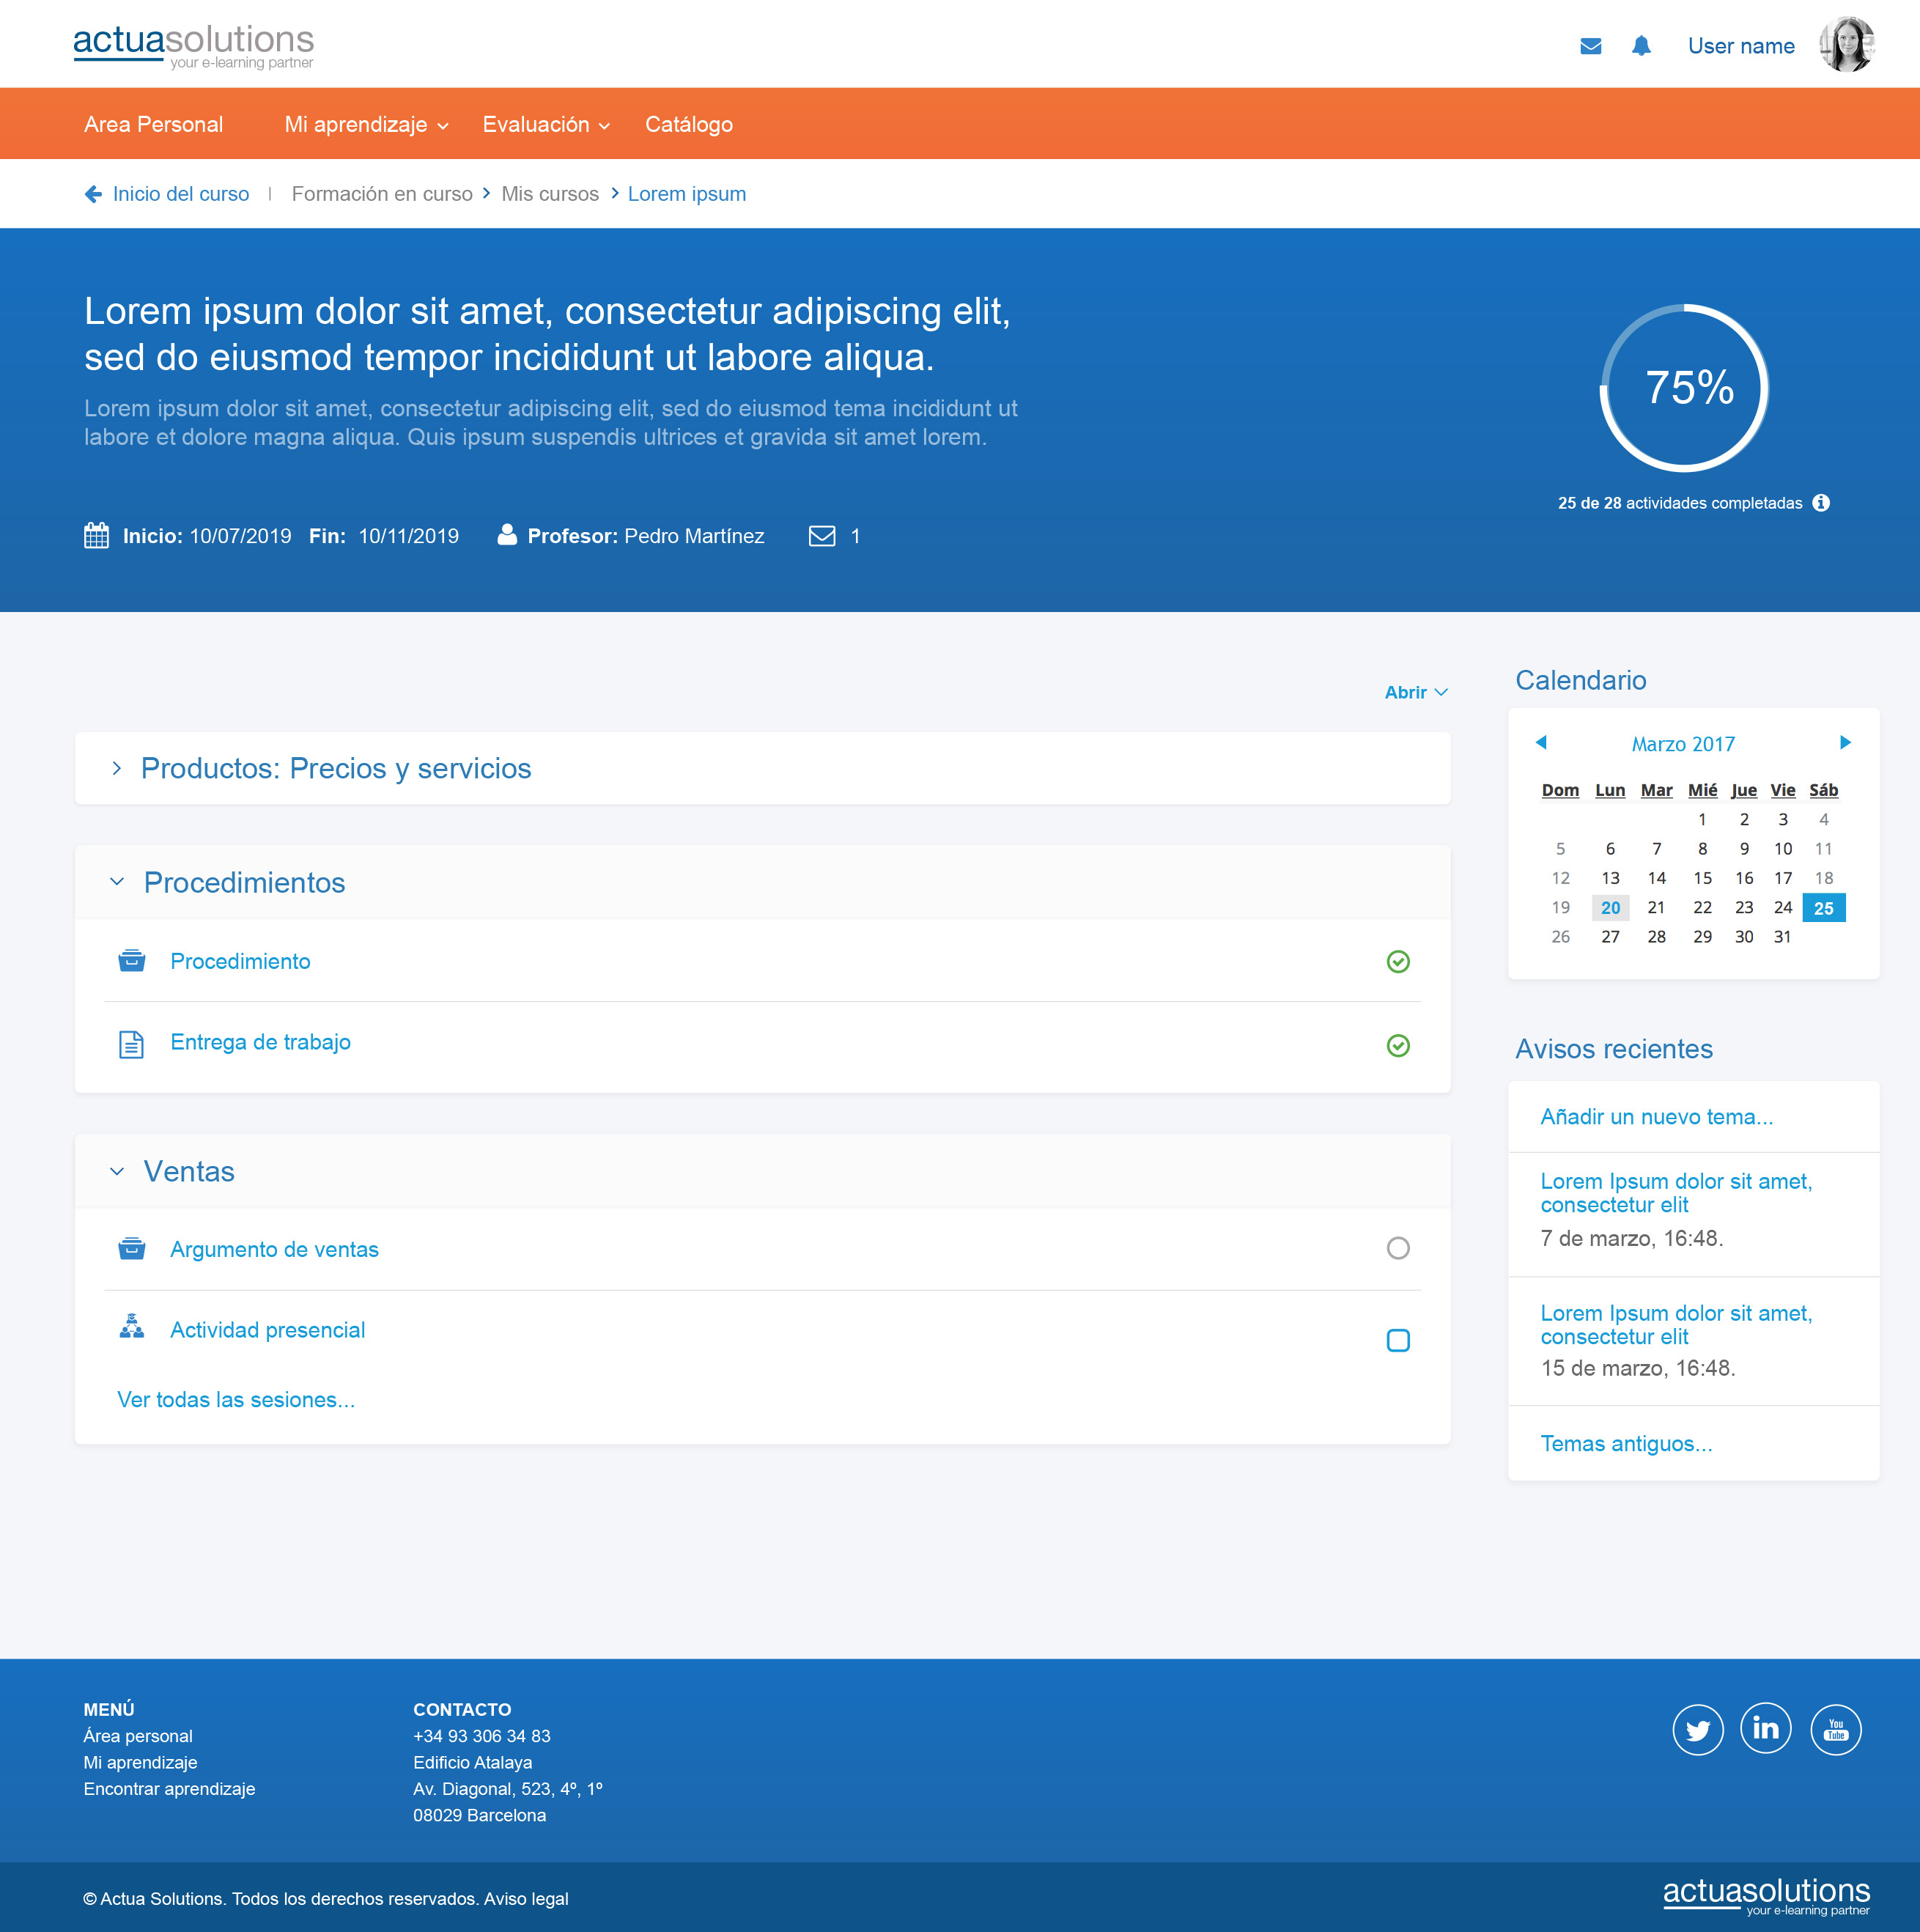 actuasolutions
your e-learning partner
User name
Area Personal Mi aprendizaje Evaluación Catálogo
Inicio del curso | Formación en curso Mis cursos Lorem ipsum
Lorem ipsum dolor sit amet, consectetur adipiscing elit,
sed do eiusmod tempor incididunt ut labore aliqua.
Lorem ipsum dolor sit amet, consectetur adipiscing elit, sed do eiusmod tema incididunt ut
labore et dolore magna aliqua. Quis ipsum suspendis ultrices et gravida sit amet lorem.
Inicio: 10/07/2019 Fin: 10/11/2019 Profesor: Pedro Martínez 1
75%
25 de 28 actividades completadas
Abrir
Productos: Precios y servicios
Procedimientos
Procedimiento
Entrega de trabajo
Ventas
Argumento de ventas
Actividad presencial
Ver todas las sesiones...
Calendario
Marzo 2017
Dom Lun Mar Mié Jue Vie Sáb
1 2 3 4
5 6 7 8 9 10 11
12 13 14 15 16 17 18
19 20 21 22 23 24 25
26 27 28 29 30 31
Avisos recientes
Añadir un nuevo tema...
Lorem Ipsum dolor sit amet,
consectetur elit
7 de marzo, 16:48.
Lorem Ipsum dolor sit amet,
consectetur elit
15 de marzo, 16:48.
Temas antiguos...
MENÚ
Área personal
Mi aprendizaje
Encontrar aprendizaje
CONTACTO
+34 93 306 34 83
Edificio Atalaya
Av. Diagonal, 523, 4º, 1º
08029 Barcelona
in
You
Tube
© Actua Solutions. Todos los derechos reservados. Aviso legal
actuasolutions
your e-learning partner